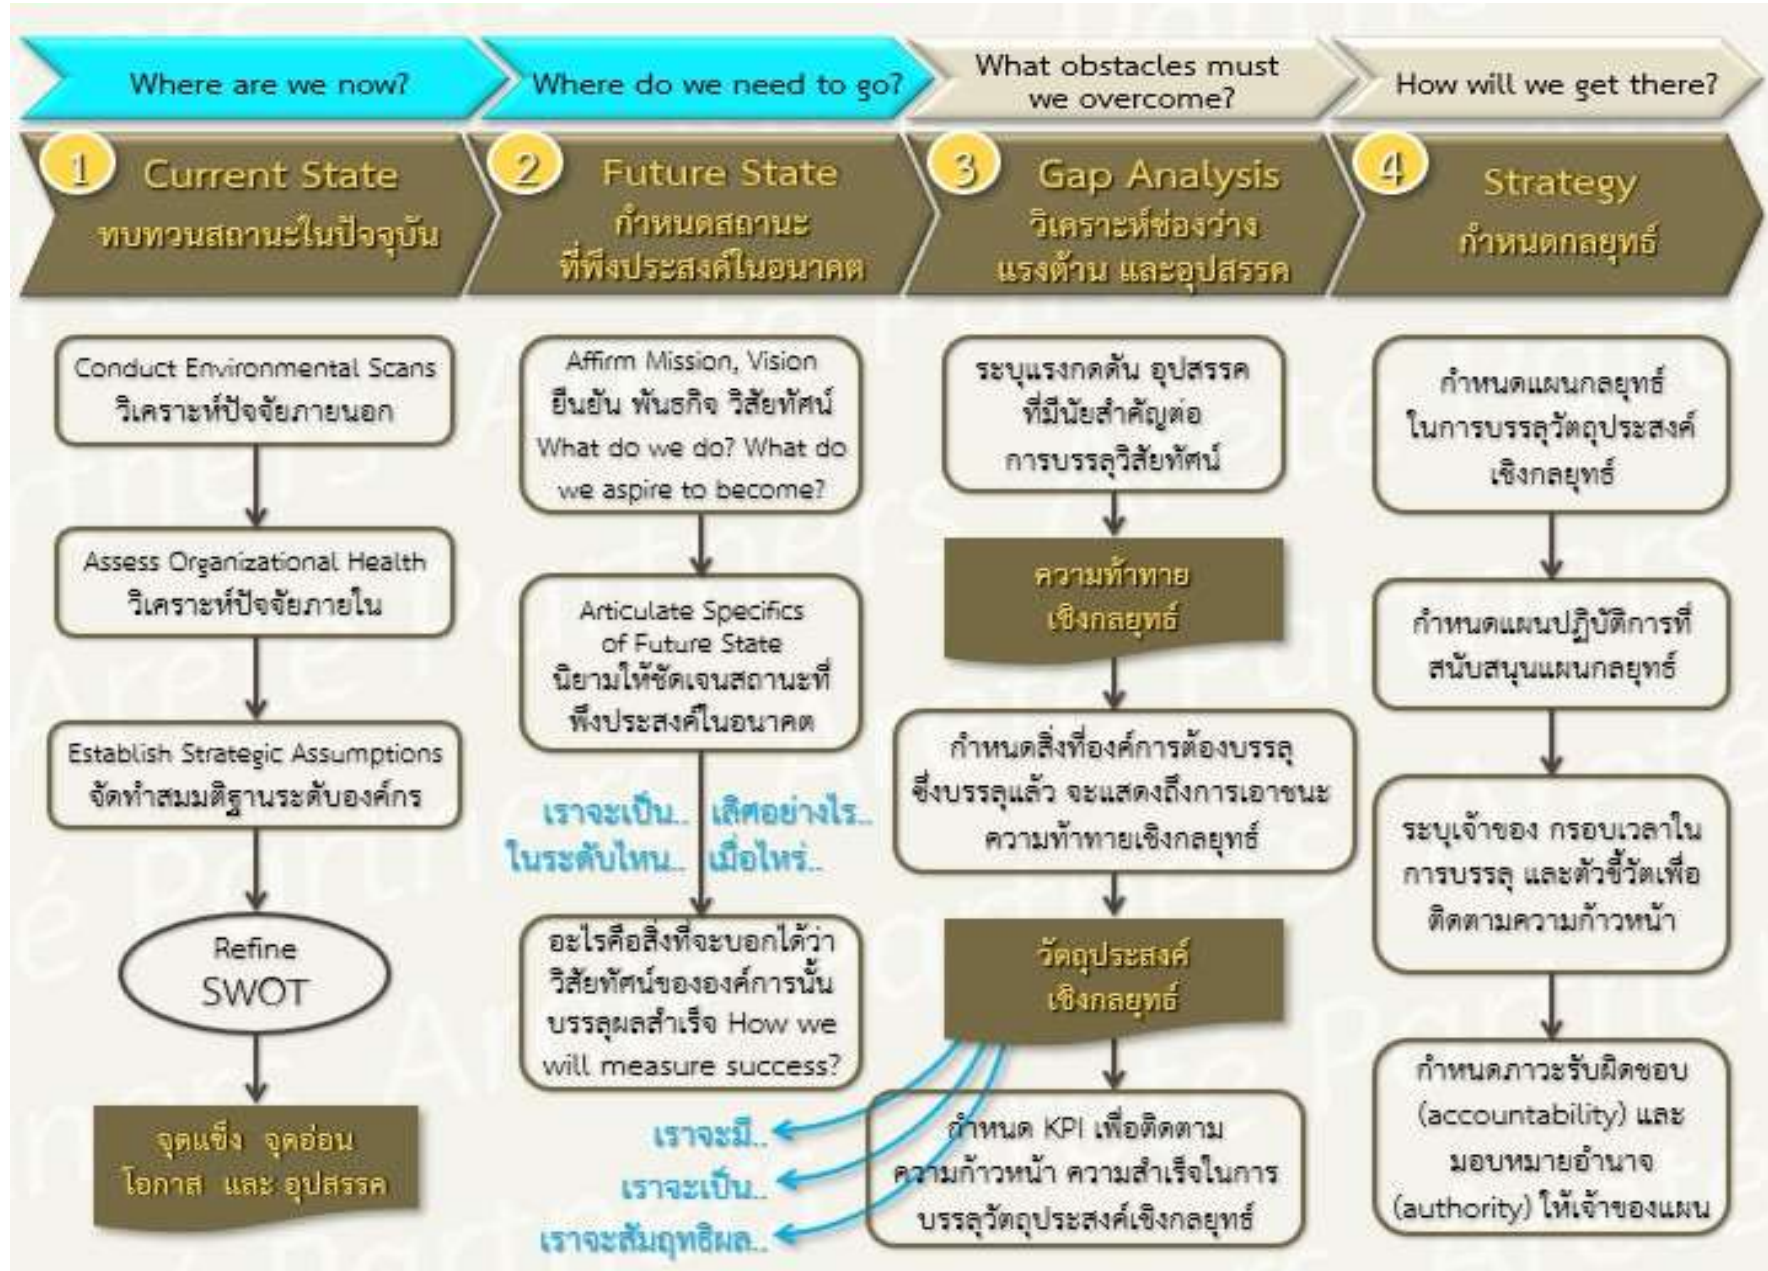 Where are we now?
Where do we need to go?
What obstacles must
we overcome?
How will we get there?
1
Current State
ทบทวนสถานะในปัจจุบัน
2
Future State
กำหนดสถานะ
ที่พึงประสงค์ในอนาคต
3
Gap Analysis
วิเคราะห์ช่องว่าง
แรงต้าน และอุปสรรค
4
Strategy
กำหนดกลยุทธ์
Conduct Environmental Scans
วิเคราะห์ปัจจัยภายนอก
Assess Organizational Health
วิเคราะห์ปัจจัยภายใน
Establish Strategic Assumptions
จัดทำสมมติฐานระดับองค์กร
Refine
SWOT
จุดแข็ง จุดอ่อน
โอกาส และ อุปสรรค
Affirm Mission, Vision
ยืนยัน พันธกิจ วิสัยทัศน์
What do we do? What do
we aspire to become?
Articulate Specifics
of Future State
นิยามให้ชัดเจนสถานะที่
พึงประสงค์ในอนาคต
เราจะเป็น.. เลิศอย่างไร..
ในระดับไหน.. เมื่อไหร่..
อะไรคือสิ่งที่จะบอกได้ว่า
วิสัยทัศน์ขององค์การนั้น
บรรลุผลสำเร็จ How we
will measure success?
ระบุแรงกดดัน อุปสรรค
ที่มีนัยสำคัญต่อ
การบรรลุวิสัยทัศน์
ความท้าทาย
เชิงกลยุทธ์
กำหนดสิ่งที่องค์การต้องบรรลุ
ซึ่งบรรลุแล้ว จะแสดงถึงการเอาชนะ
ความท้าทายเชิงกลยุทธ์
วัตถุประสงค์
เชิงกลยุทธ์
เราจะมี..
เราจะเป็น..
เราจะสัมฤทธิผล..
กำหนด KPI เพื่อติดตาม
ความก้าวหน้า ความสำเร็จในการ
บรรลุวัตถุประสงค์เชิงกลยุทธ์
กำหนดแผนกลยุทธ์
ในการบรรลุวัตถุประสงค์
เชิงกลยุทธ์
กำหนดแผนปฏิบัติการที่
สนับสนุนแผนกลยุทธ์
ระบุเจ้าของ กรอบเวลาใน
การบรรลุ และตัวชี้วัดเพื่อ
ติดตามความก้าวหน้า
กำหนดภาวะรับผิดชอบ
(accountability) และ
มอบหมายอำนาจ
(authority) ให้เจ้าของแผน